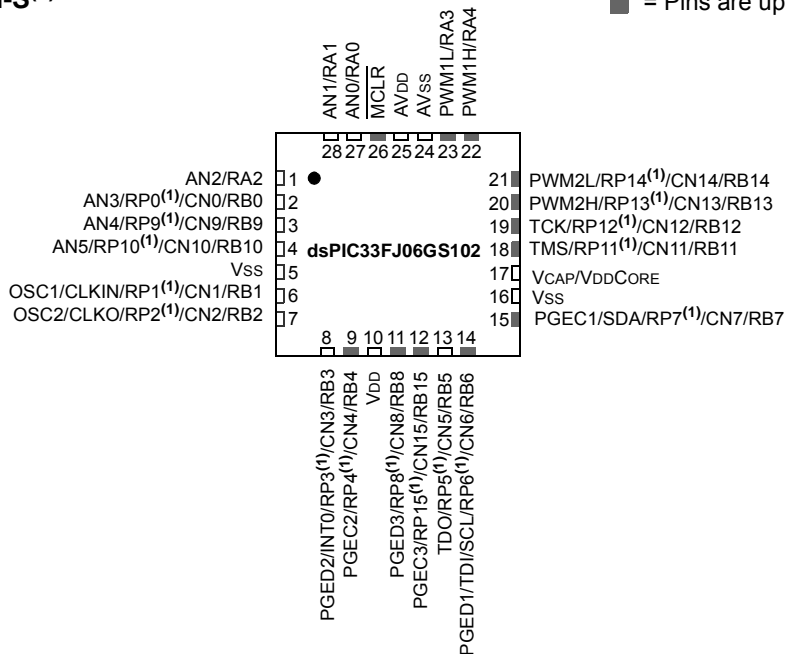 = Pins are up
AN1/RA1
AN0/RA0
MCLR
AVDD
AVSS
PWM1L/RA3
PWM1H/RA4
28 27 26 25 24 23 22
AN2/RA2 1
AN3/RP0(1)/CN0/RB0 2
AN4/RP9(1)/CN9/RB9 3
AN5/RP10(1)/CN10/RB10 4
VSS 5
OSC1/CLKIN/RP1(1)/CN1/RB1 6
OSC2/CLKO/RP2(1)/CN2/RB2 7
dsPIC33FJ06GS102
21 PWM2L/RP14(1)/CN14/RB14
20 PWM2H/RP13(1)/CN13/RB13
19 TCK/RP12(1)/CN12/RB12
18 TMS/RP11(1)/CN11/RB11
17 VCAP/VDDCORE
16 VSS
15 PGEC1/SDA/RP7(1)/CN7/RB7
8 9 10 11 12 13 14
PGED2/INT0/RP3(1)/CN3/RB3
PGEC2/RP4(1)/CN4/RB4
VDD
PGED3/RP8(1)/CN8/RB8
PGEC3/RP15(1)/CN15/RB15
TDO/RP5(1)/CN5/RB5
PGED1/TDI/SCL/RP6(1)/CN6/RB6